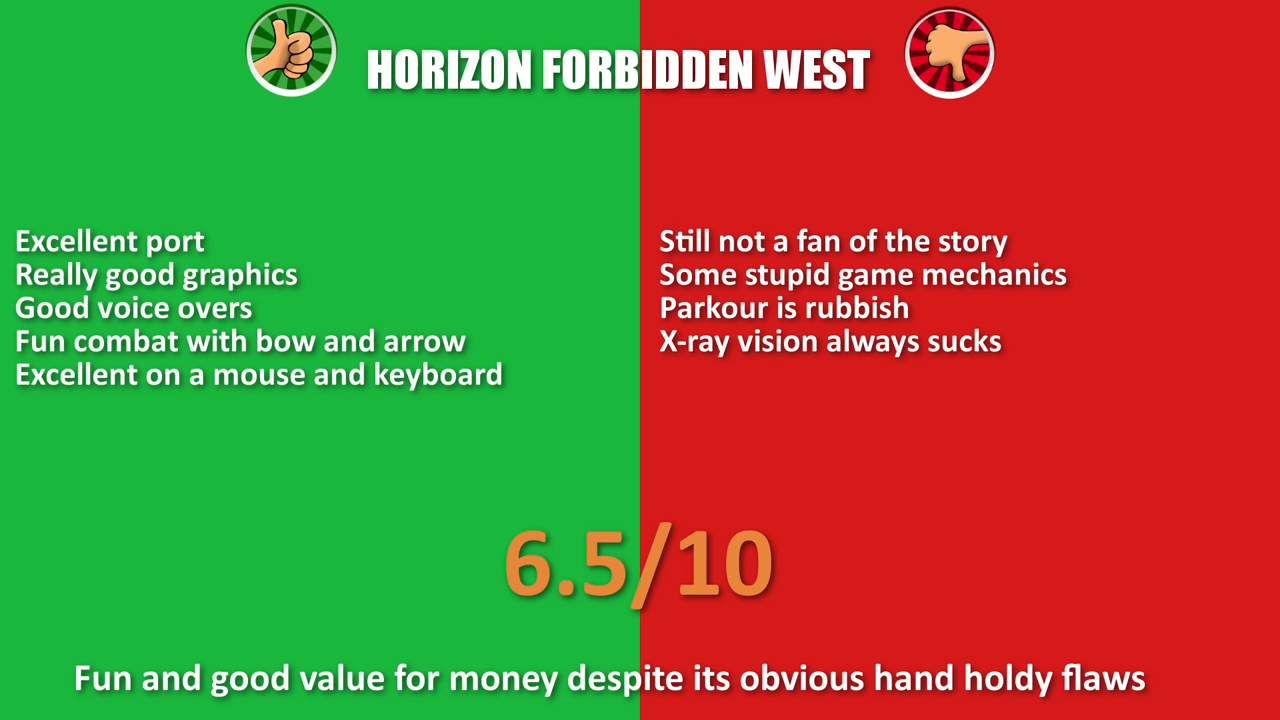 HORIZON FORBIDDEN WEST
Excellent port
Really good graphics
Good voice overs
Fun combat with bow and arrow
Excellent on a mouse and keyboard
Still not a fan of the story
Some stupid game mechanics
Parkour is rubbish
X-ray vision always sucks
6.5/10
Fun and good value for money despite its obvious hand holdy flaws